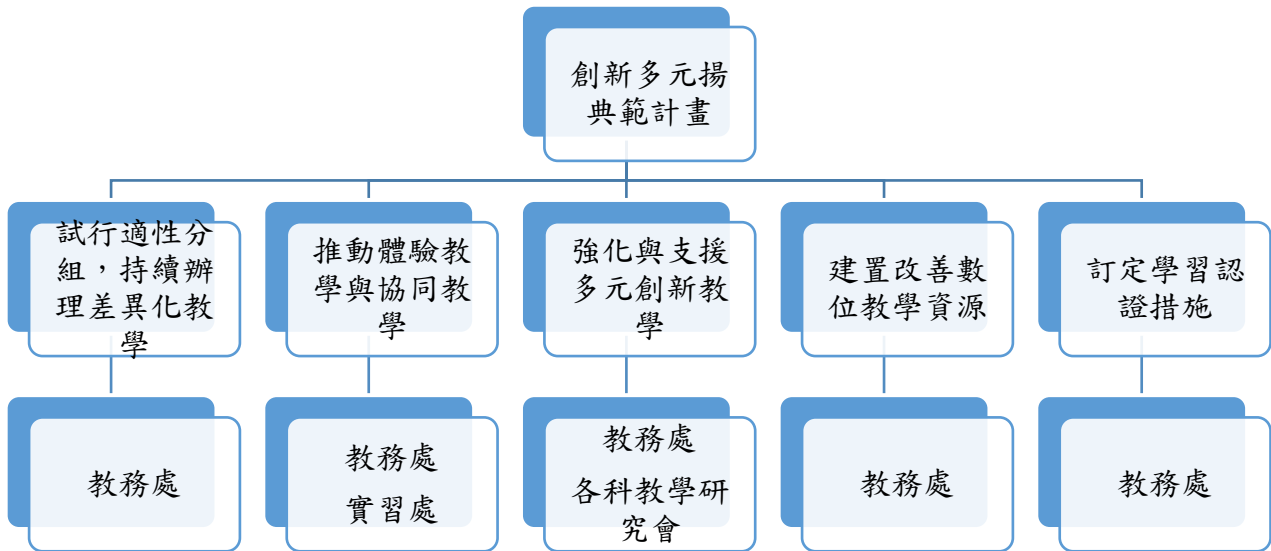 創新多元揚
典範計畫
試行適性分
組，持續辦
理差異化教
學
推動體驗教
學與協同教
學
強化與支援
多元創新教
學
建置改善數
位教學資源
訂定學習認
證措施
教務處
教務處
實習處
教務處
各科教學研
究會
教務處
教務處